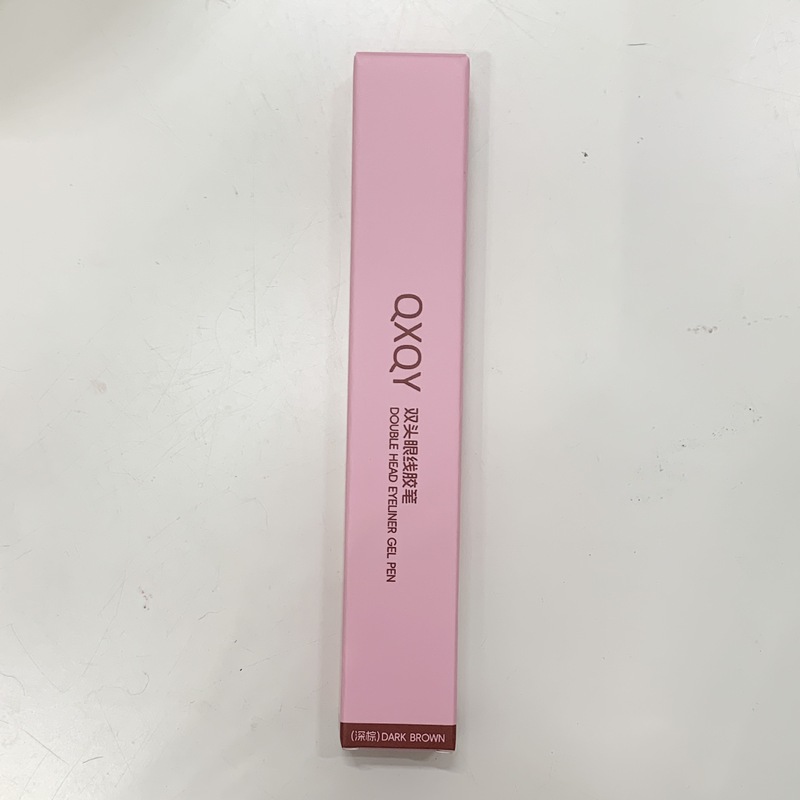 QXQY
双头眼线胶笔
DOUBLE HEAD EYELINER GEL PEN
(深棕)DARK BROWN